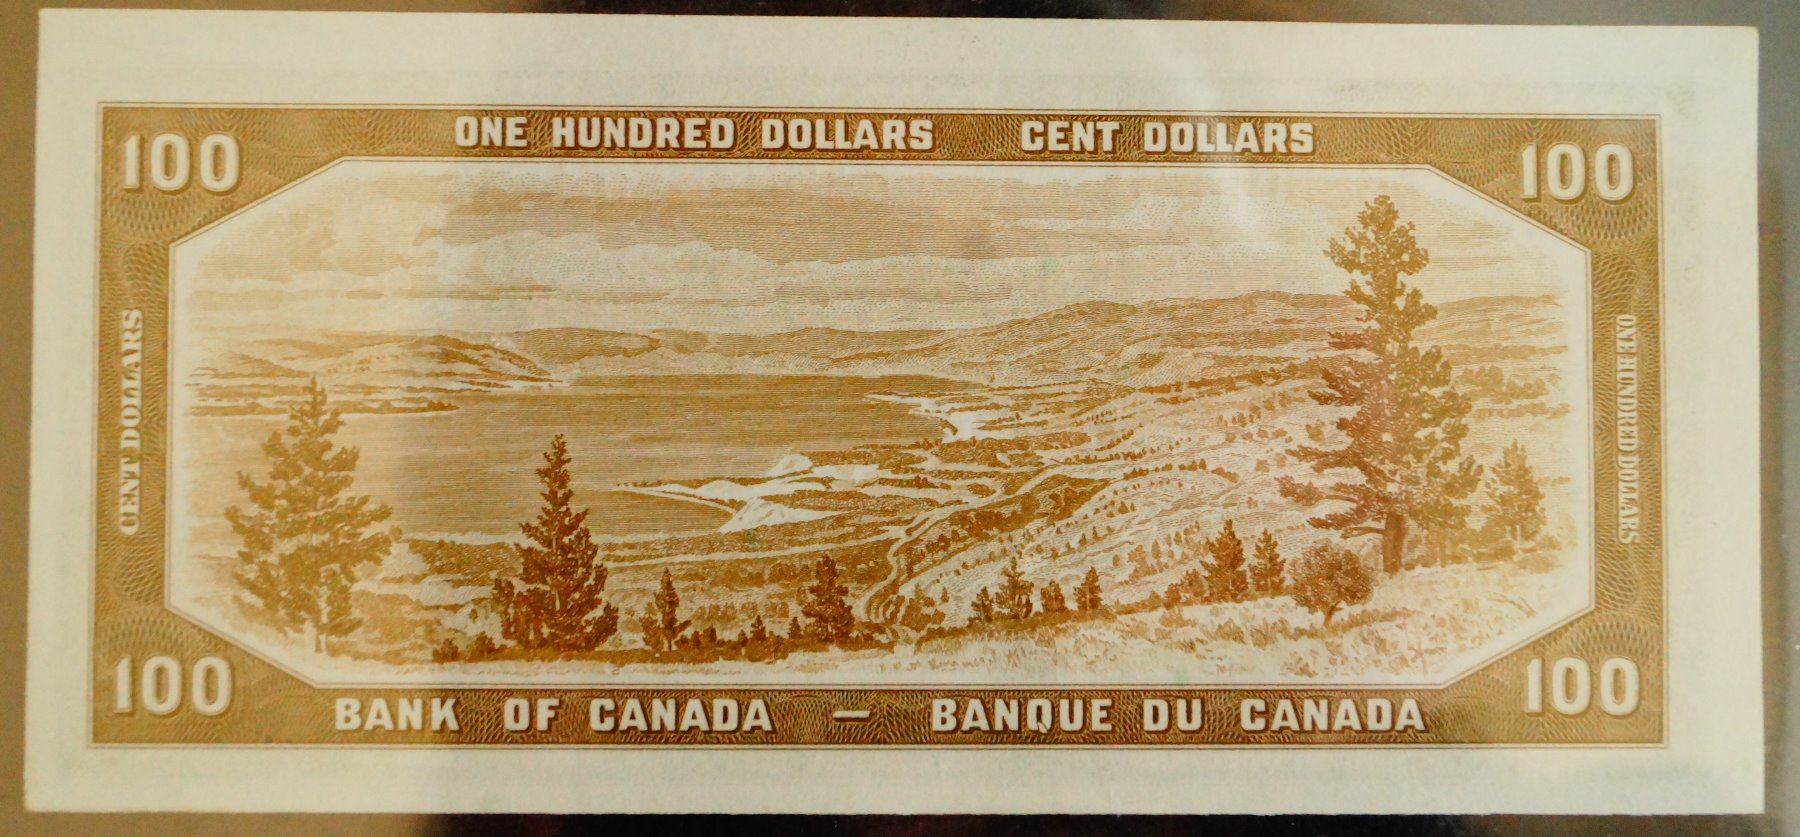 100 ONE HUNDRED DOLLARS CENT DOLLARS 100
CENT DOLLARS
ONE HUNDRED DOLLARS
100 BANK OF CANADA — BANQUE DU CANADA 100